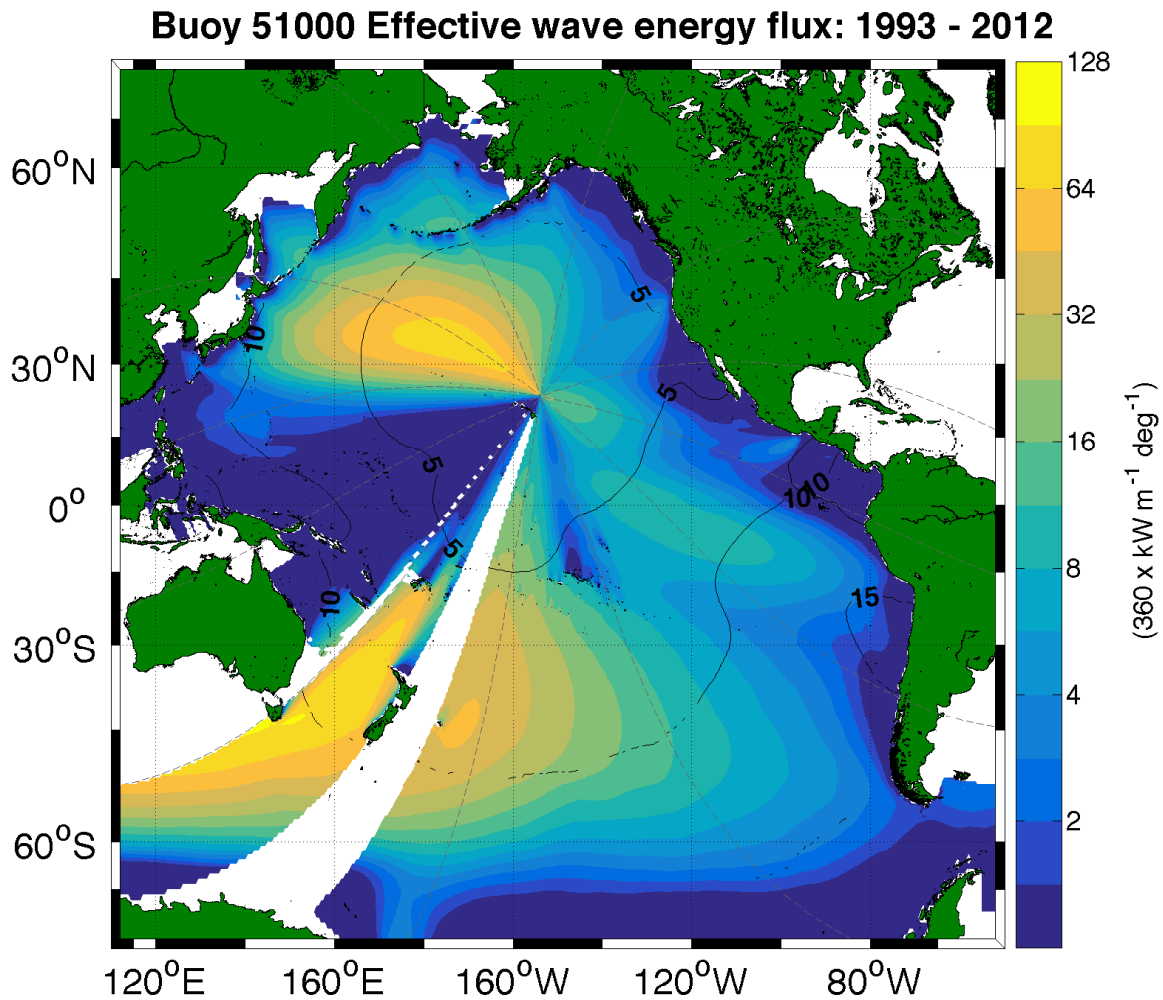 Buoy 51000 Effective wave energy flux: 1993 - 2012
60°N
30°N
0°
30°S
60°S
120°E
160°E
160°W
120°W
80°W
10
5
5
5
5
10
10
10
15
128
64
32
16
8
4
2
(360 x kW m⁻¹ deg⁻¹)